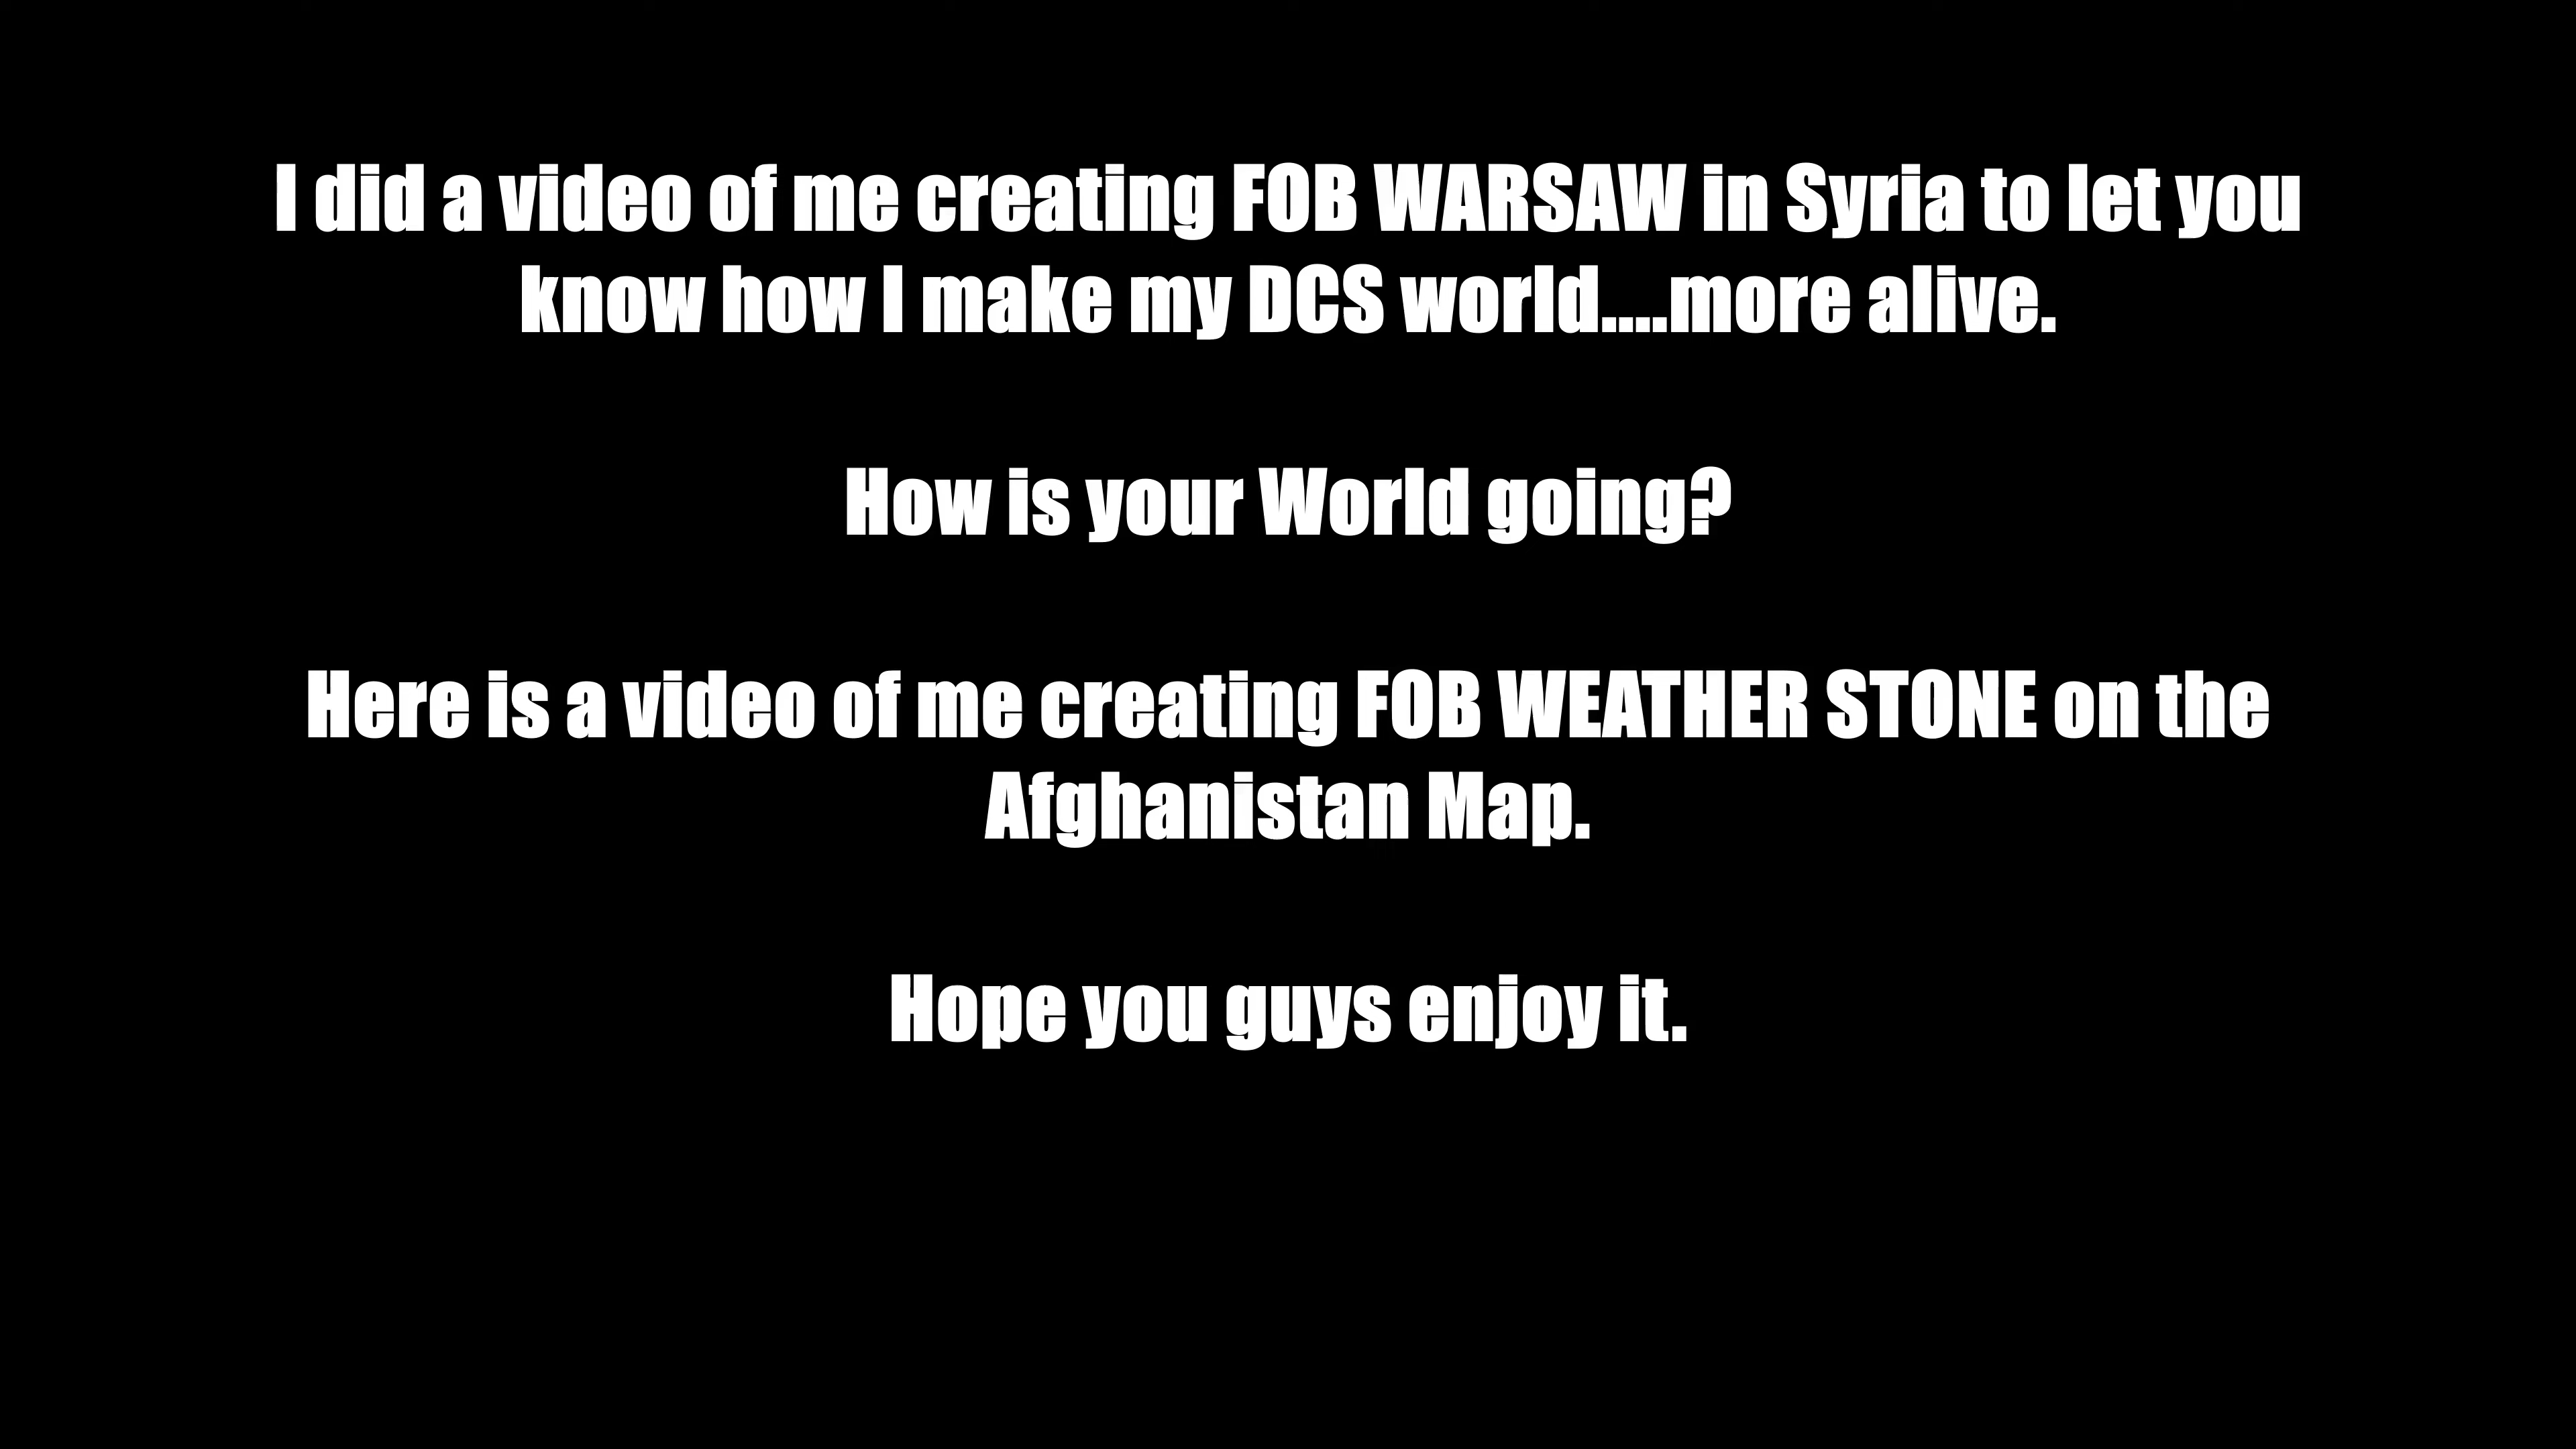 I did a video of me creating FOB WARSAW in Syria to let you
know how I make my DCS world.....more alive.
How is your World going?
Here is a video of me creating FOB WEATHER STONE on the
Afghanistan Map.
Hope you guys enjoy it.